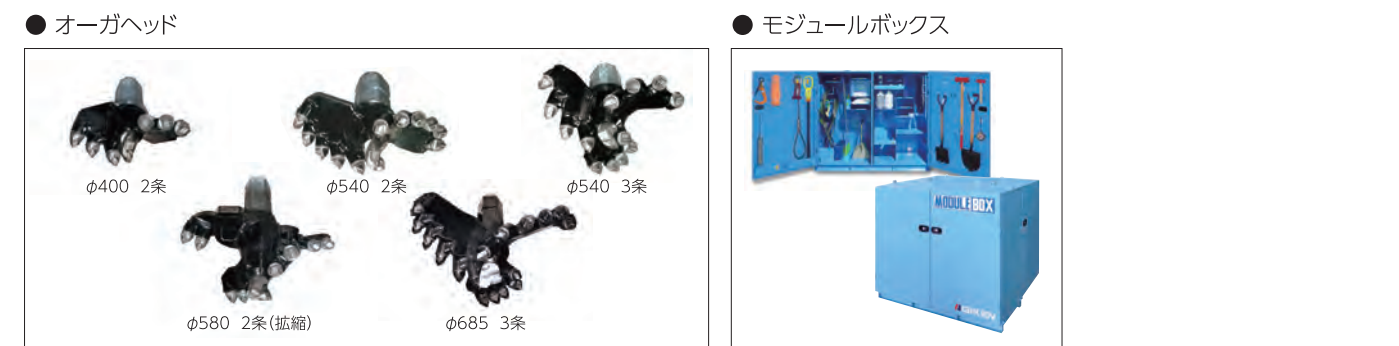 ● オーガヘッド
● モジュールボックス
φ400 2条
φ540 2条
φ540 3条
φ580 2条(拡縮)
φ685 3条
MODULE BOX